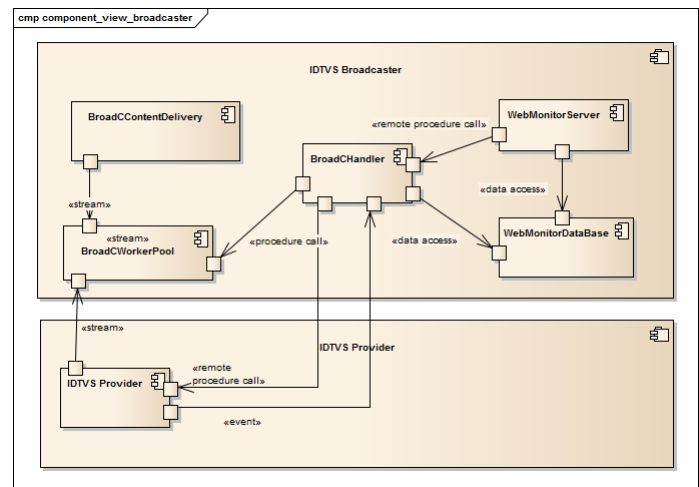 cmp component_view_broadcaster
IDTVS Broadcaster
BroadCContentDelivery
WebMonitorServer
«remote procedure call»
BroadCHandler
«stream»
«data access»
«stream»
BroadCWorkerPool
«procedure call»
«data access»
WebMonitorDataBase
«stream»
IDTVS Provider
IDTVS Provider
«remote
procedure call»
«event»